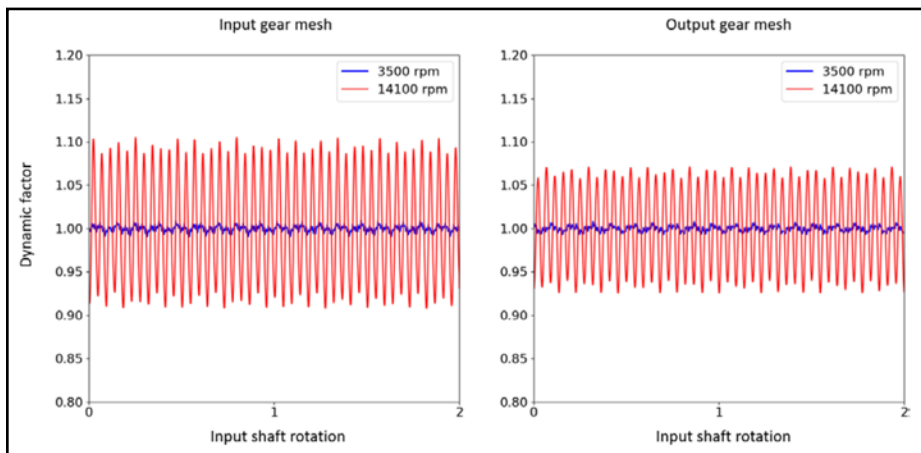 Input gear mesh
1.20
1.15
1.10
1.05
1.00
0.95
0.90
0.85
0.80
Dynamic factor
3500 rpm
14100 rpm
0
1
2
Input shaft rotation
Output gear mesh
1.20
1.15
1.10
1.05
1.00
0.95
0.90
0.85
0.80
3500 rpm
14100 rpm
0
1
2
Input shaft rotation